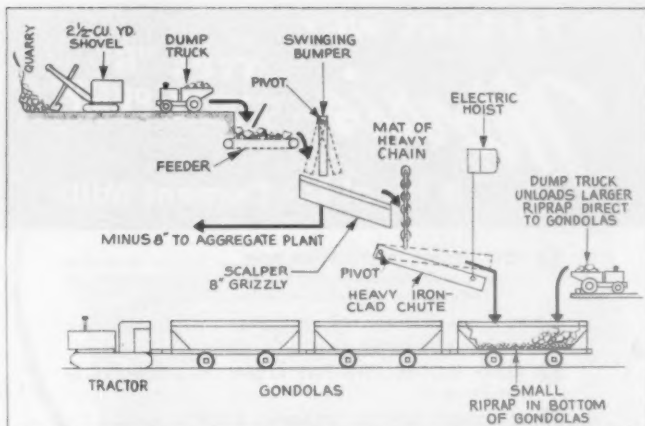 QUARRY
2½-CU. YD.
SHOVEL
DUMP
TRUCK
SWINGING
BUMPER
PIVOT
FEEDER
MAT OF
HEAVY
CHAIN
ELECTRIC
HOIST
DUMP TRUCK
UNLOADS LARGER
RIPRAP DIRECT
TO GONDOLAS
MINUS 8" TO AGGREGATE PLANT
SCALPER
8" GRIZZLY
PIVOT
HEAVY IRON-
CLAD CHUTE
TRACTOR
GONDOLAS
SMALL
RIPRAP IN BOTTOM
OF GONDOLAS